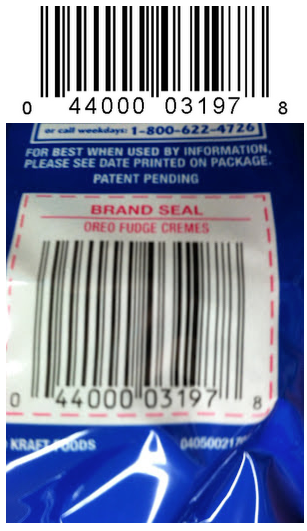 0 44000 03197 8
or call weekdays: 1-800-622-4726
FOR BEST WHEN USED BY INFORMATION,
PLEASE SEE DATE PRINTED ON PACKAGE.
PATENT PENDING
BRAND SEAL
OREO FUDGE CREMES
0 44000 03197 8
KRAFT FOODS